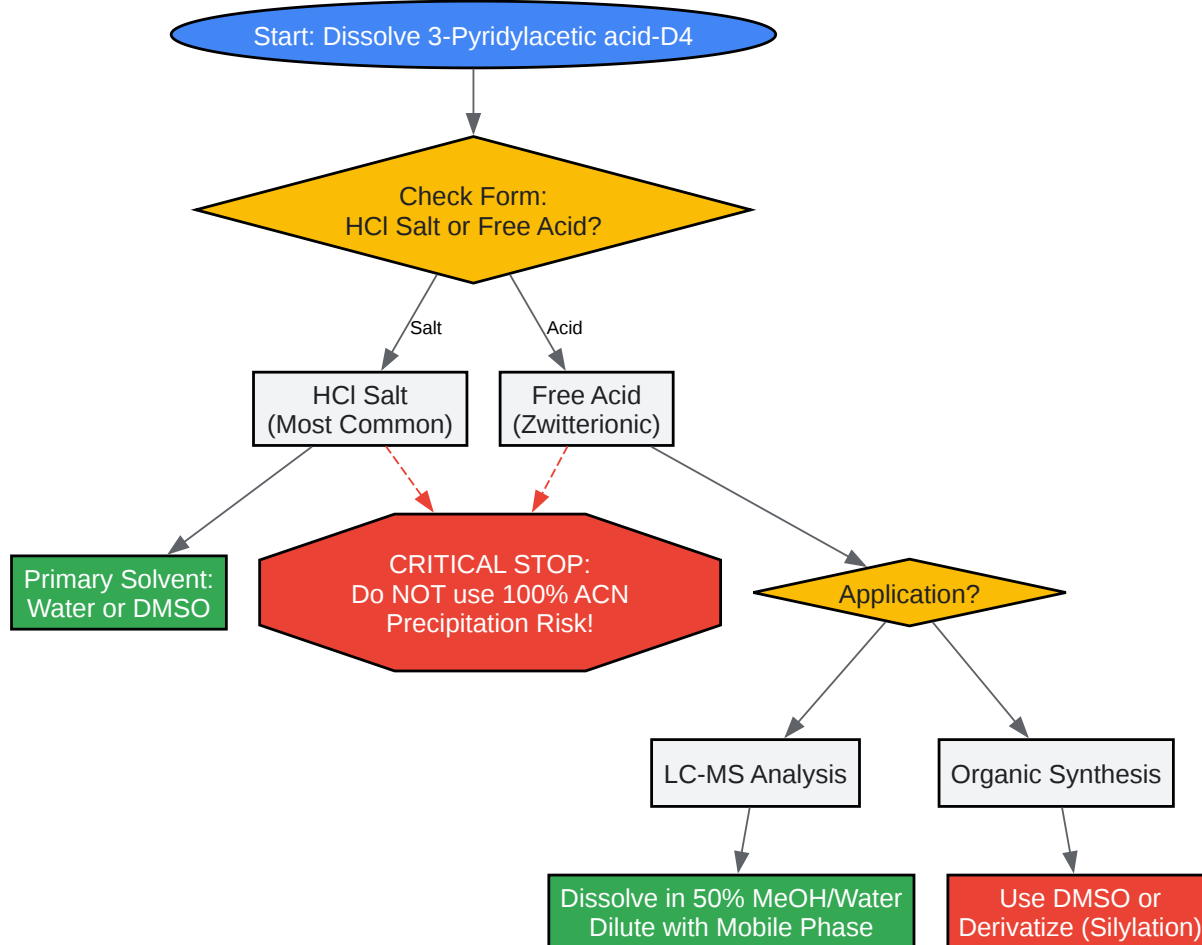 Start: Dissolve 3-Pyridylacetic acid-D4
Check Form:
HCl Salt or Free Acid?
Salt
Acid
HCl Salt
(Most Common)
Free Acid
(Zwitterionic)
Primary Solvent:
Water or DMSO
CRITICAL STOP:
Do NOT use 100% ACN
Precipitation Risk!
Application?
LC-MS Analysis
Organic Synthesis
Dissolve in 50% MeOH/Water
Dilute with Mobile Phase
Use DMSO or
Derivatize (Silylation)